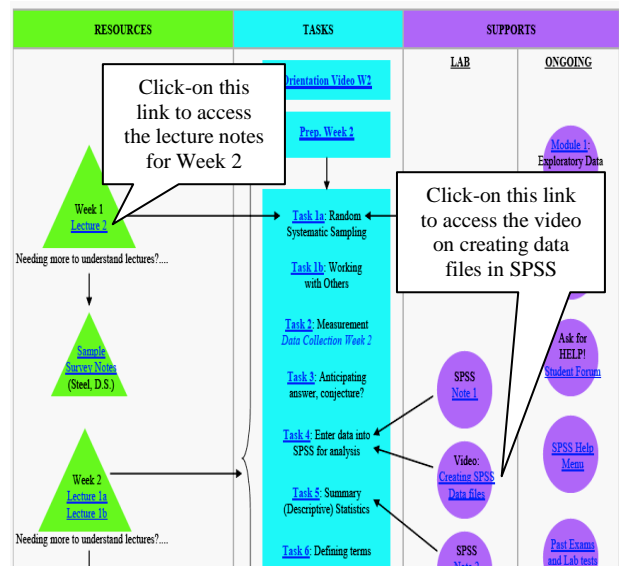 RESOURCES
TASKS
SUPPORTS
LAB
ONGOING
Click-on this
link to access
the lecture notes
for Week 2
Orientation Video W2
Prep. Week 2
Module 1:
Exploratory Data
Click-on this link
to access the video
on creating data
files in SPSS
Week 1
Lecture 2
Needing more to understand lectures?....
Sample
Survey Notes
(Steel, D.S.)
Week 2
Lecture 1a
Lecture 1b
Needing more to understand lectures?....
Task 1a: Random
Systematic Sampling
Task 1b: Working
with Others
Task 2: Measurement
Data Collection Week 2
Task 3: Anticipating
answer, conjecture?
Task 4: Enter data into
SPSS for analysis
Task 5: Summary
(Descriptive) Statistics
Task 6: Defining terms
SPSS
Note 1
Video:
Creating SPSS
Data files
SPSS
Note 2
Ask for
HELP!
Student Forum
SPSS Help
Menu
Past Exams
and Lab tests